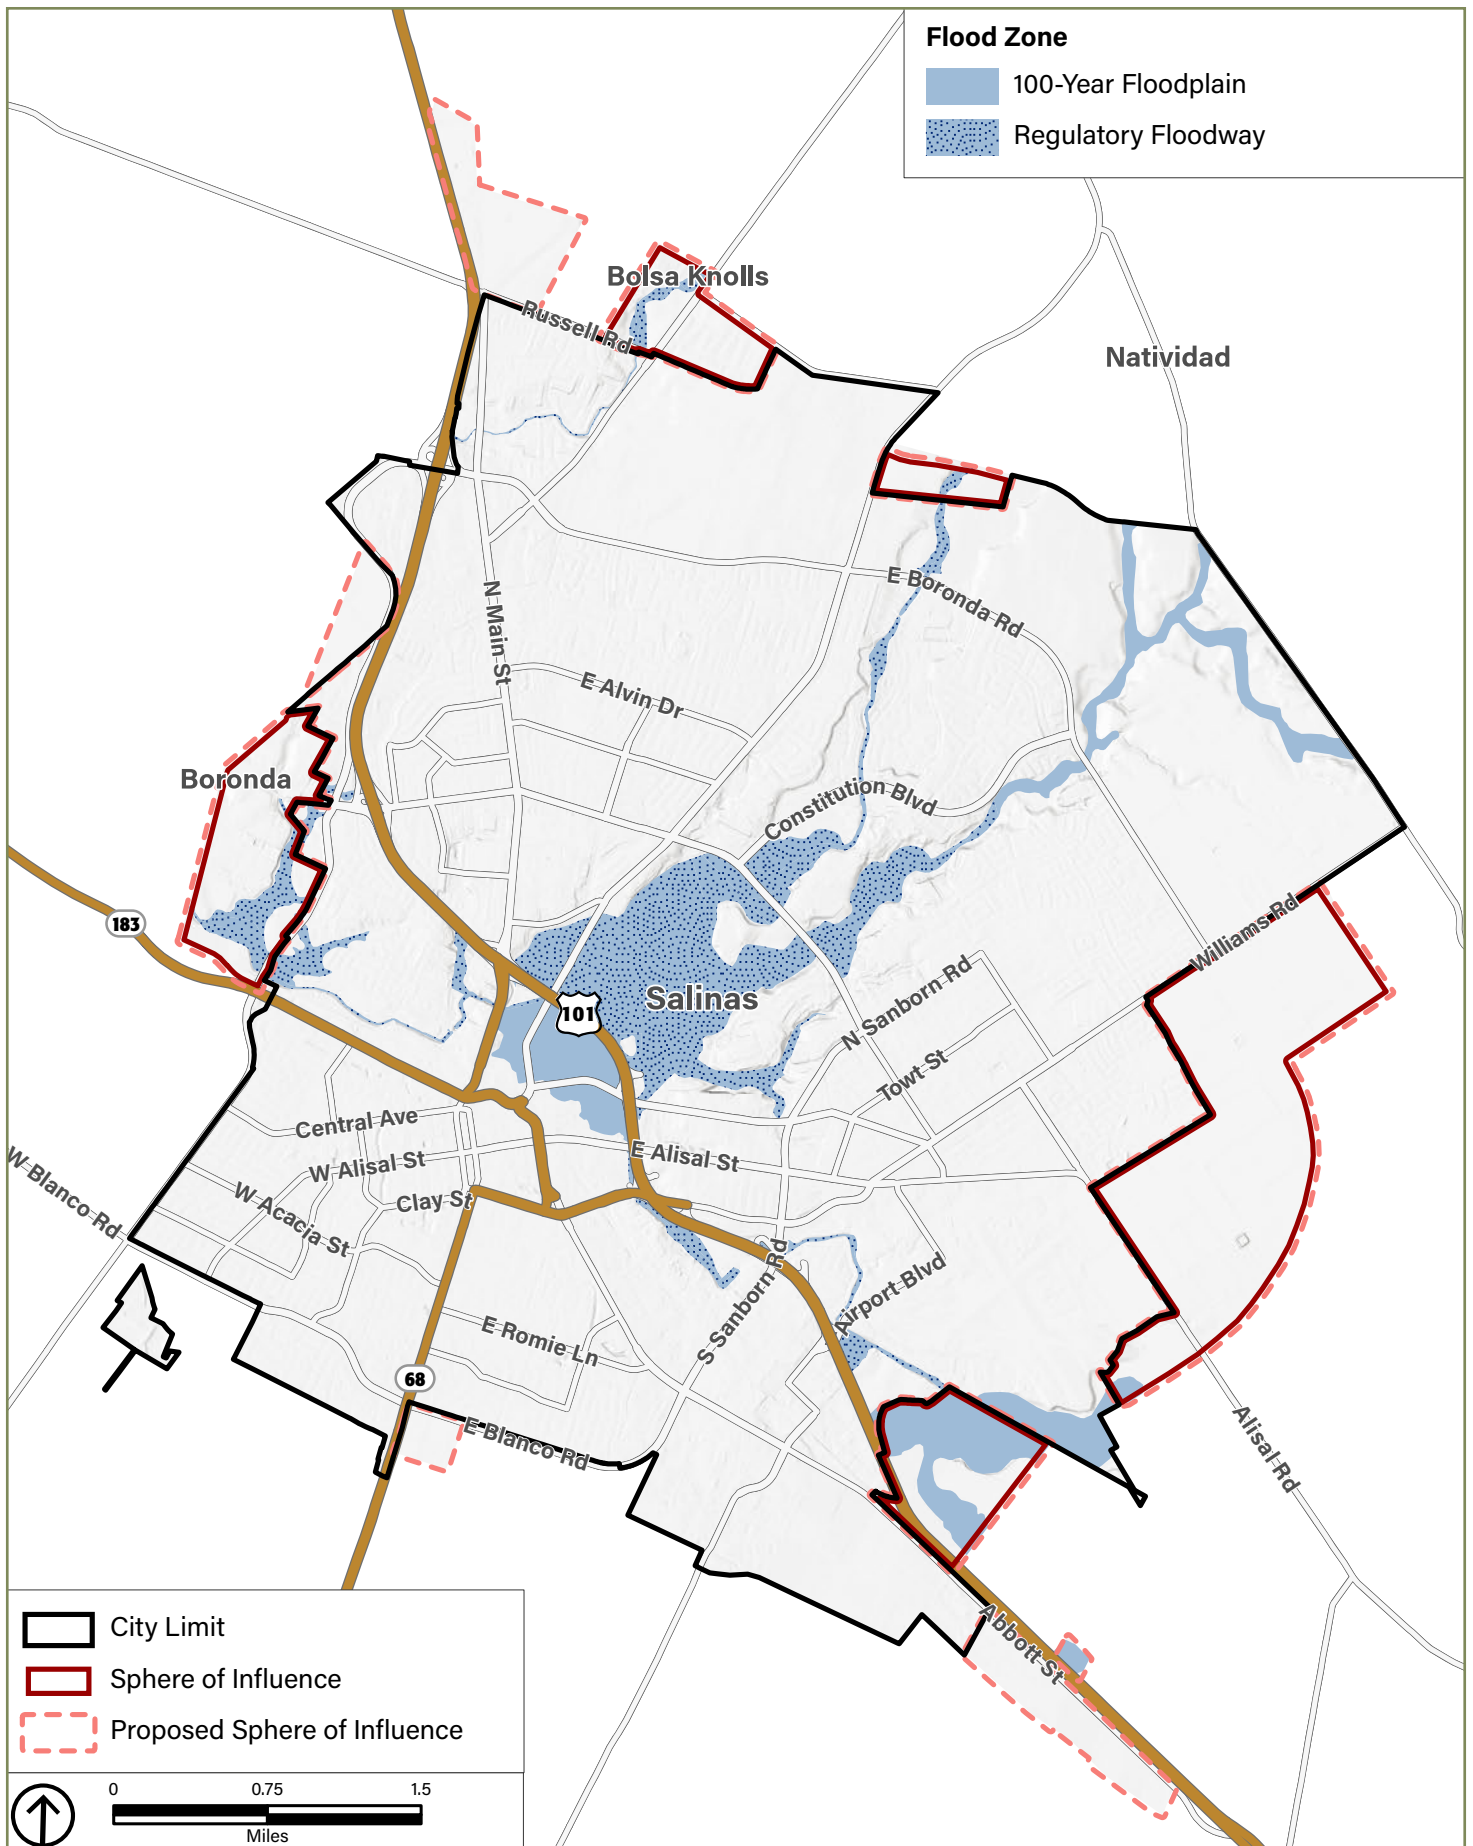 Flood Zone
100-Year Floodplain
Regulatory Floodway
Bolsa Knolls
Russell Rd
Natividad
E Boronda Rd
N Main St
E Alvin Dr
Boronda
Constitution Blvd
183
Williams Rd
N Sanborn Rd
Salinas
101
Towt St
Central Ave
E Alisal St
W Alisal St
W Blanco Rd
Clay St
W Acacia St
Airport Blvd
S Sanborn Rd
E Romie Ln
68
E Blanco Rd
Alisal Rd
Abbott St
City Limit
Sphere of Influence
Proposed Sphere of Influence
0 0.75 1.5
Miles